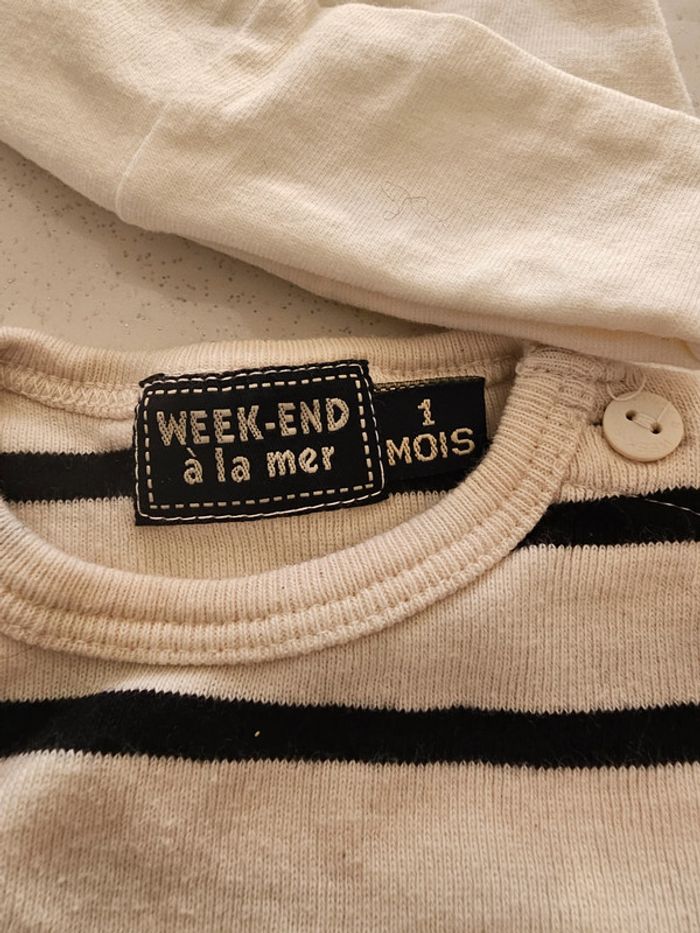 WEEK-END
à la mer
1
MOIS